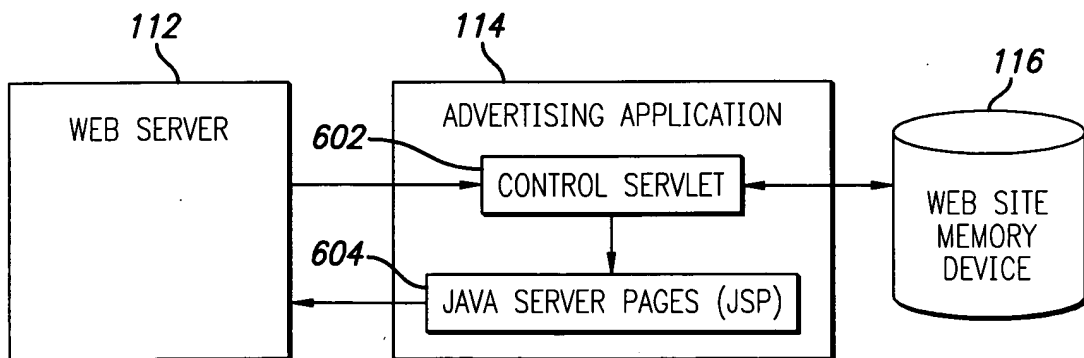 112
114
116
WEB SERVER
ADVERTISING APPLICATION
602
CONTROL SERVLET
WEB SITE
MEMORY
DEVICE
604
JAVA SERVER PAGES (JSP)